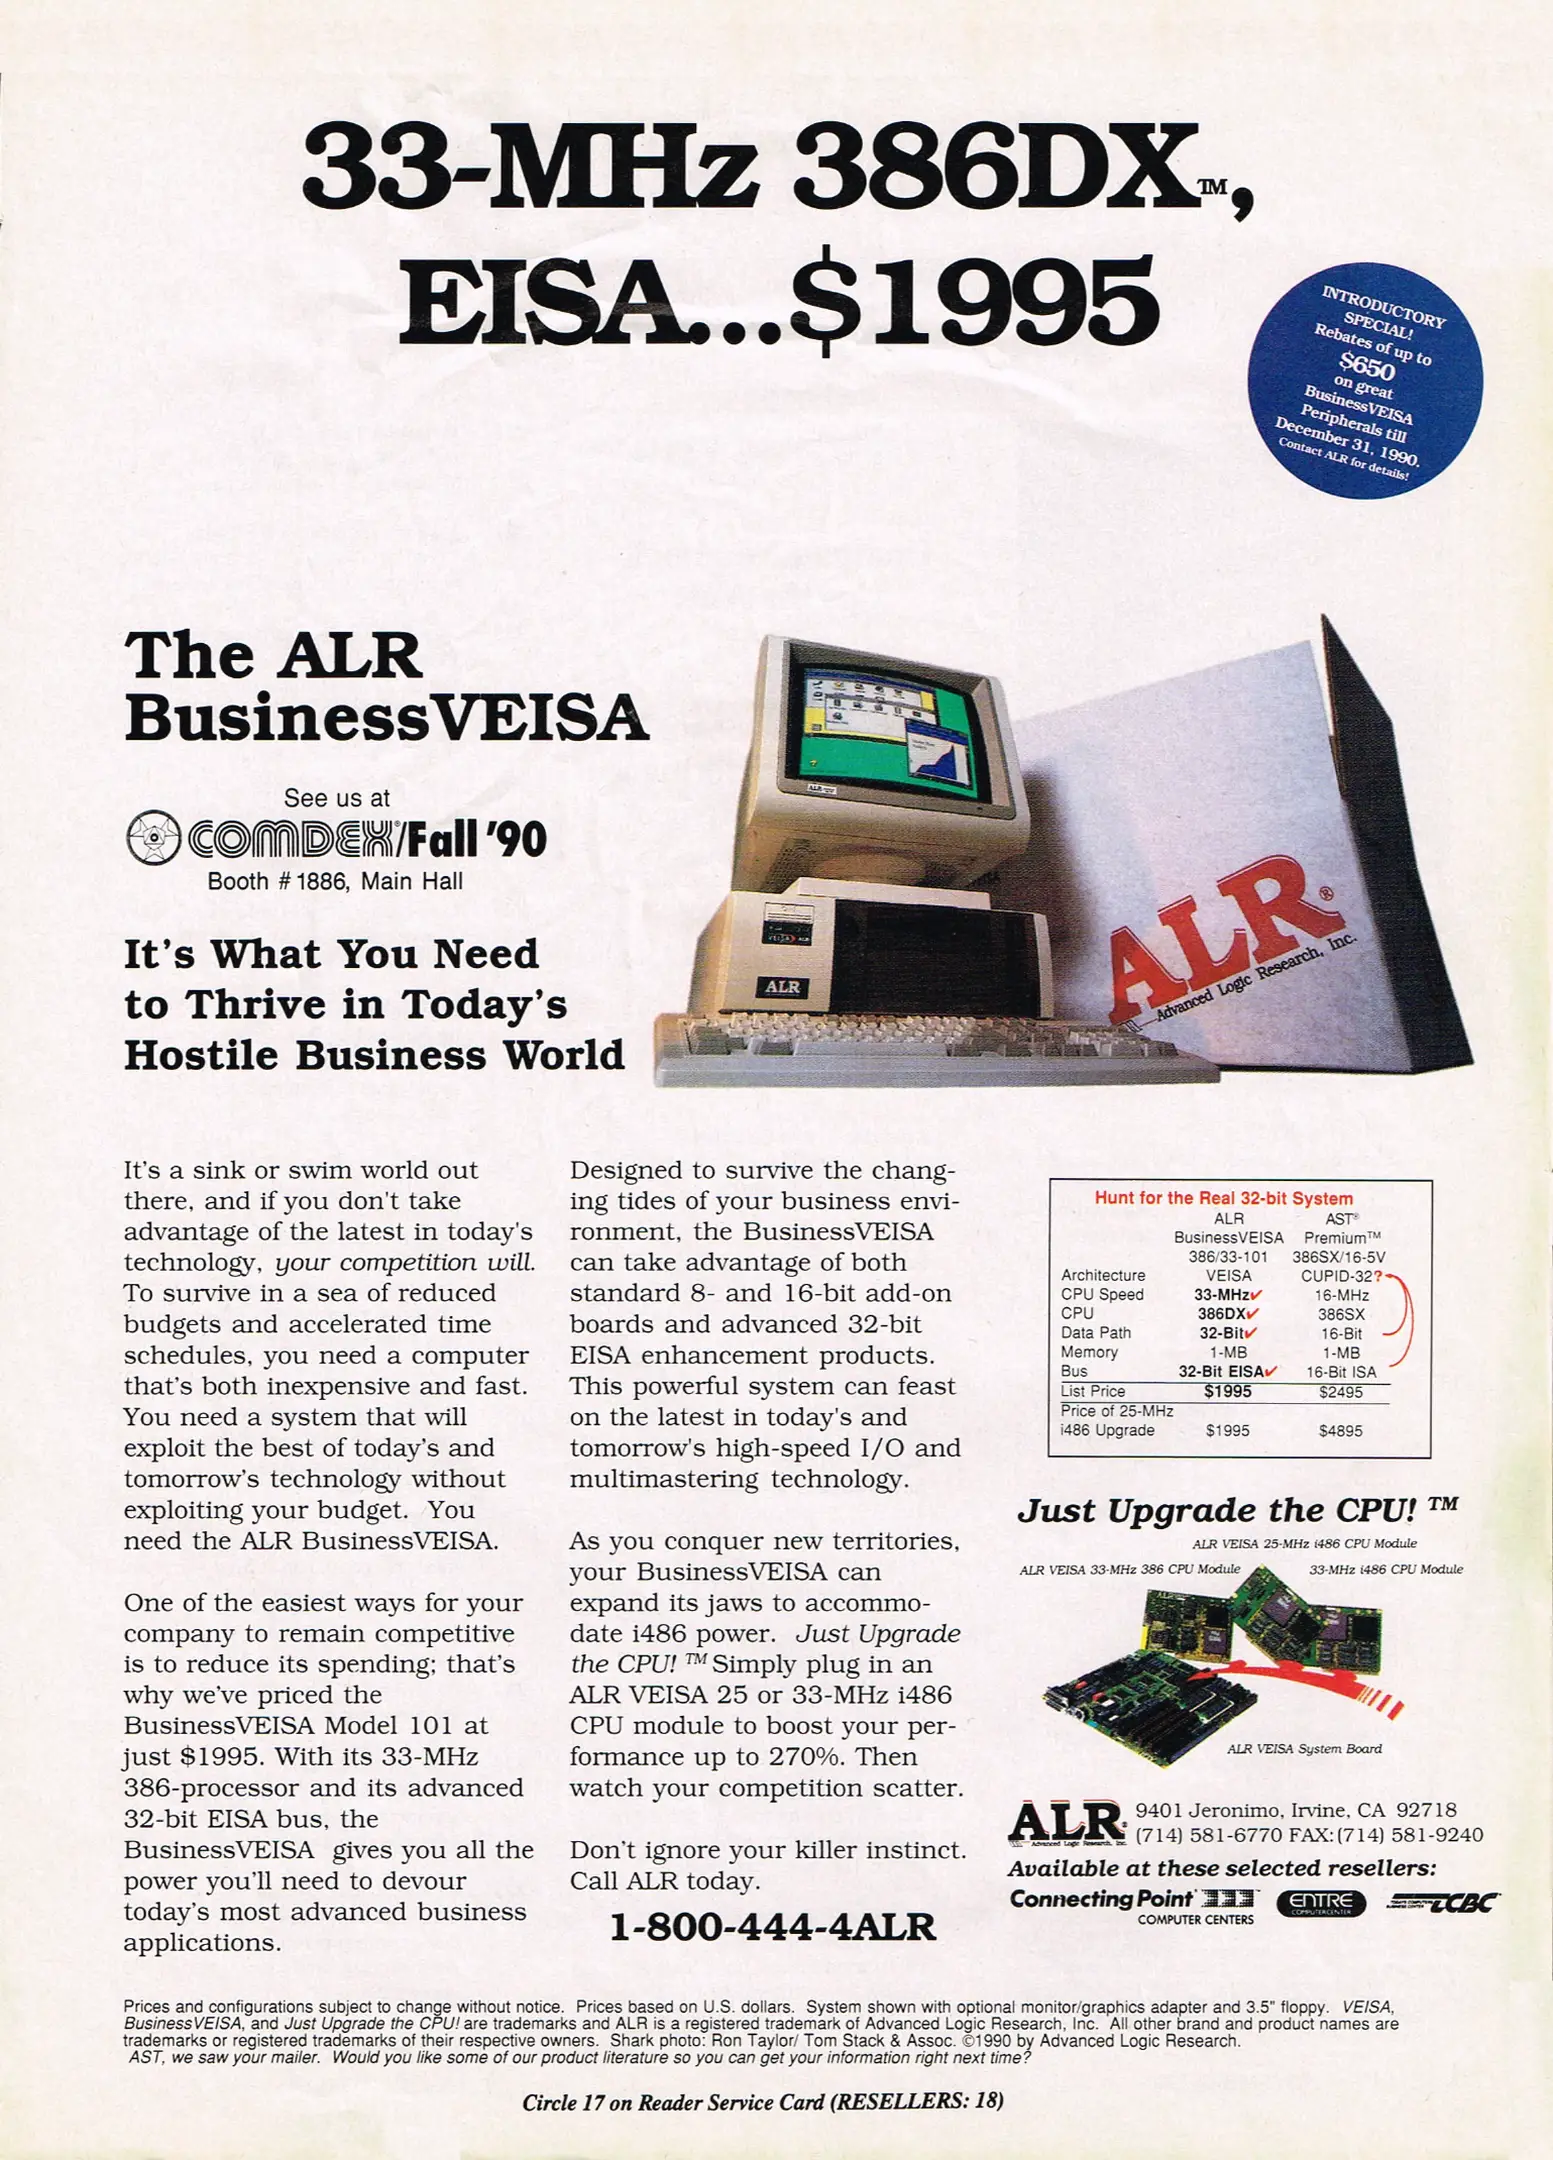 33-MHz 386DX™,
EISA...$1995
INTRODUCTORY
SPECIAL!
Rebates of up to
$650
on great
BusinessVEISA
Peripherals till
December 31, 1990.
Contact ALR for details!
The ALR
BusinessVEISA
See us at
COMDEX®/Fall '90
Booth #1886, Main Hall
It's What You Need
to Thrive in Today's
Hostile Business World
ALR
ALR®
Advanced Logic Research, Inc.
It's a sink or swim world out
there, and if you don't take
advantage of the latest in today's
technology, your competition will.
To survive in a sea of reduced
budgets and accelerated time
schedules, you need a computer
that's both inexpensive and fast.
You need a system that will
exploit the best of today's and
tomorrow's technology without
exploiting your budget. You
need the ALR BusinessVEISA.
One of the easiest ways for your
company to remain competitive
is to reduce its spending; that's
why we've priced the
BusinessVEISA Model 101 at
just $1995. With its 33-MHz
386-processor and its advanced
32-bit EISA bus, the
BusinessVEISA gives you all the
power you'll need to devour
today's most advanced business
applications.
Designed to survive the chang-
ing tides of your business envi-
ronment, the BusinessVEISA
can take advantage of both
standard 8- and 16-bit add-on
boards and advanced 32-bit
EISA enhancement products.
This powerful system can feast
on the latest in today's and
tomorrow's high-speed I/O and
multimastering technology.
As you conquer new territories,
your BusinessVEISA can
expand its jaws to accommo-
date i486 power. Just Upgrade
the CPU! ™ Simply plug in an
ALR VEISA 25 or 33-MHz i486
CPU module to boost your per-
formance up to 270%. Then
watch your competition scatter.
Don't ignore your killer instinct.
Call ALR today.
1-800-444-4ALR
Hunt for the Real 32-bit System
ALR AST®
BusinessVEISA Premium™
386/33-101 386SX/16-5V
Architecture VEISA CUPID-32?
CPU Speed 33-MHz✔ 16-MHz
CPU 386DX✔ 386SX
Data Path 32-Bit✔ 16-Bit
Memory 1-MB 1-MB
Bus 32-Bit EISA✔ 16-Bit ISA
List Price $1995 $2495
Price of 25-MHz
i486 Upgrade $1995 $4895
Just Upgrade the CPU! ™
ALR VEISA 25-MHz i486 CPU Module
ALR VEISA 33-MHz 386 CPU Module 33-MHz i486 CPU Module
ALR VEISA System Board
ALR®
Advanced Logic Research, Inc.
9401 Jeronimo, Irvine, CA 92718
(714) 581-6770 FAX: (714) 581-9240
Available at these selected resellers:
Connecting Point
COMPUTER CENTERS
ENTRE
COMPUTER CENTER
Prices and configurations subject to change without notice. Prices based on U.S. dollars. System shown with optional monitor/graphics adapter and 3.5" floppy. VEISA,
BusinessVEISA, and Just Upgrade the CPU! are trademarks and ALR is a registered trademark of Advanced Logic Research, Inc. All other brand and product names are
trademarks or registered trademarks of their respective owners. Shark photo: Ron Taylor/ Tom Stack & Assoc. ©1990 by Advanced Logic Research.
AST, we saw your mailer. Would you like some of our product literature so you can get your information right next time?
Circle 17 on Reader Service Card (RESELLERS: 18)